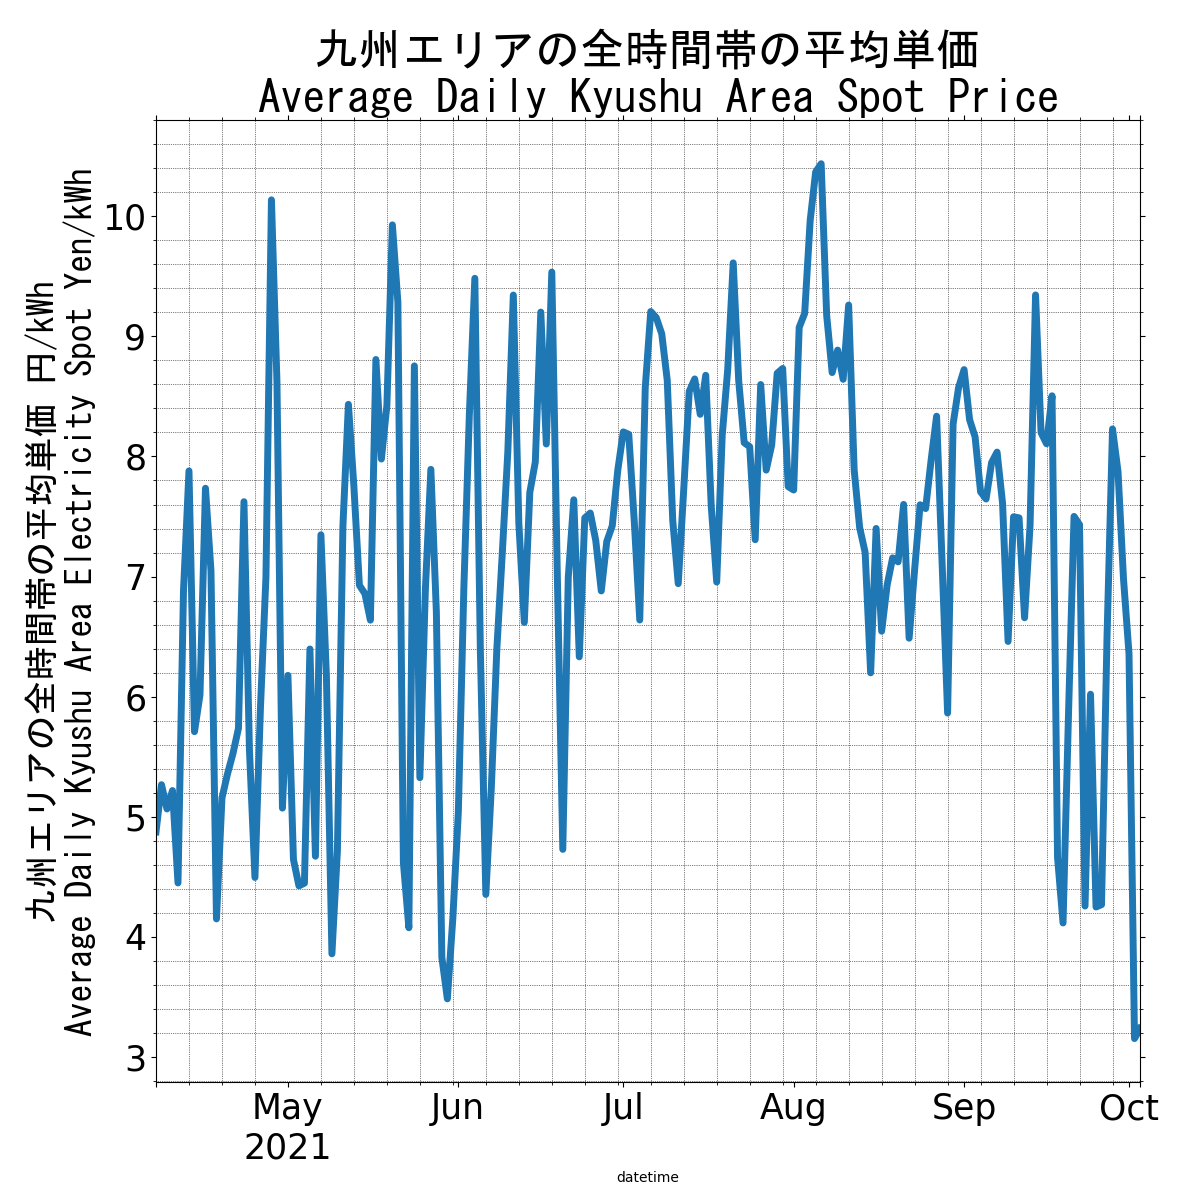 九州エリアの全時間帯の平均単価
Average Daily Kyushu Area Spot Price
九州エリアの全時間帯の平均単価 円/kWh
Average Daily Kyushu Area Electricity Spot Yen/kWh
10
9
8
7
6
5
4
3
May
2021
Jun
Jul
Aug
Sep
Oct
datetime